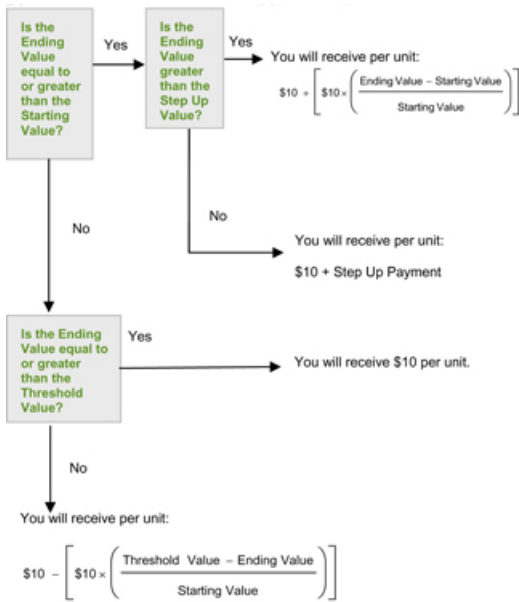 Is the
Ending
Value
equal to
or greater
than the
Starting
Value?
Yes
Is the
Ending
Value
greater
than the
Step Up
Value?
Yes
You will receive per unit:
$10 + [ $10 × ( Ending Value – Starting Value
Starting Value ) ]
No
No
You will receive per unit:
$10 + Step Up Payment
Is the Ending
Value equal to
or greater
than the
Threshold
Value?
Yes
You will receive $10 per unit.
No
You will receive per unit:
$10 – [ $10 × ( Threshold Value – Ending Value
Starting Value ) ]